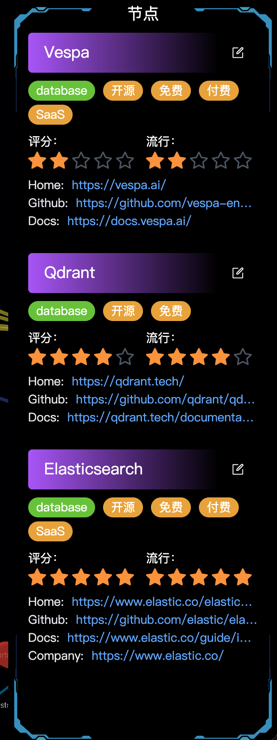 节点
Vespa
database 开源 免费 付费
SaaS
评分： 流行：
Home: https://vespa.ai/
Github: https://github.com/vespa-en...
Docs: https://docs.vespa.ai/
Qdrant
database 开源 免费
评分： 流行：
Home: https://qdrant.tech/
Github: https://github.com/qdrant/qd...
Docs: https://qdrant.tech/documenta...
Elasticsearch
database 开源 免费 付费
SaaS
评分： 流行：
Home: https://www.elastic.co/elastic...
Github: https://github.com/elastic/ela...
Docs: https://www.elastic.co/guide/i...
Company: https://www.elastic.co/